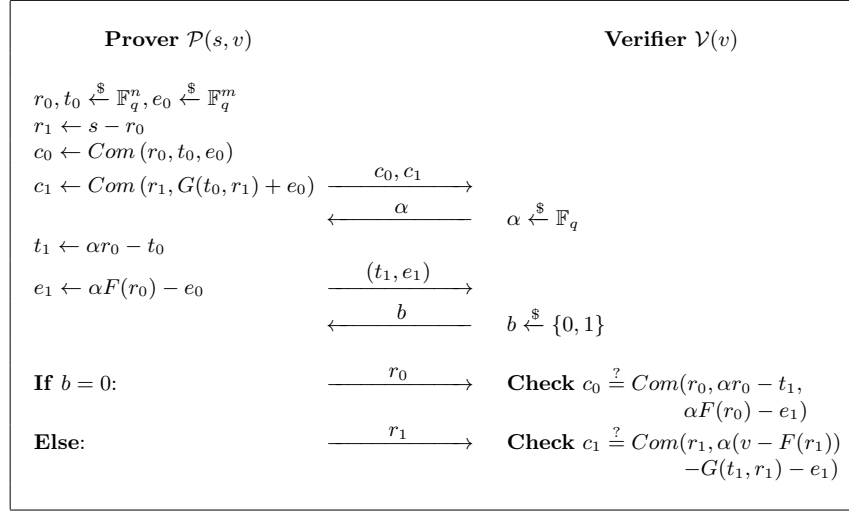 Prover P(s, v) Verifier V(v)
r₀, t₀ ←$ 𝔽_q^n, e₀ ←$ 𝔽_q^m
r₁ ← s − r₀
c₀ ← Com (r₀, t₀, e₀)
c₁ ← Com (r₁, G(t₀, r₁) + e₀) c₀, c₁
α α ←$ 𝔽_q
t₁ ← αr₀ − t₀
e₁ ← αF(r₀) − e₀ (t₁, e₁)
b b ←$ {0, 1}
If b = 0: r₀ Check c₀ ≟ Com(r₀, αr₀ − t₁,
αF(r₀) − e₁)
Else: r₁ Check c₁ ≟ Com(r₁, α(v − F(r₁))
−G(t₁, r₁) − e₁)